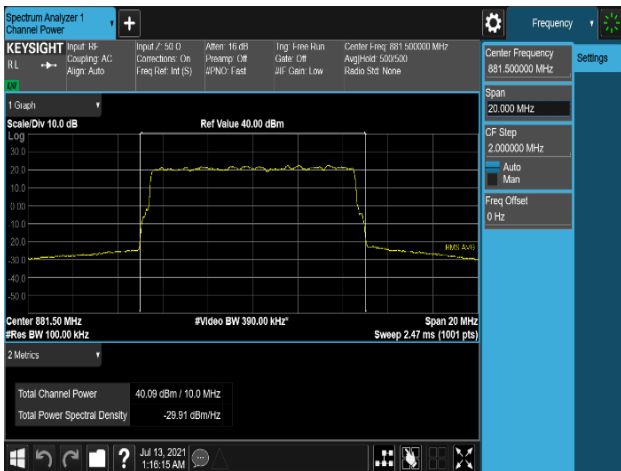 Spectrum Analyzer 1
Channel Power
Frequency
KEYSIGHT
RL
Input: RF
Coupling: AC
Align: Auto
Input Z: 50 Ω
Corrections: On
Freq Ref: Int (S)
Atten: 16 dB
Preamp: Off
#PNO: Fast
Trig: Free Run
Gate: Off
#IF Gain: Low
Center Freq: 881.500000 MHz
Avg|Hold: 500/500
Radio Std: None
Center Frequency
881.500000 MHz
Settings
Span
20.000 MHz
CF Step
2.000000 MHz
Auto
Man
Freq Offset
0 Hz
1 Graph
Scale/Div 10.0 dB
Ref Value 40.00 dBm
Log
30.0
20.0
10.0
0.00
-10.0
-20.0
-30.0
-40.0
-50.0
RMS AVG
Center 881.50 MHz
#Video BW 390.00 kHz*
Span 20 MHz
#Res BW 100.00 kHz
Sweep 2.47 ms (1001 pts)
2 Metrics
Total Channel Power 40.09 dBm / 10.0 MHz
Total Power Spectral Density -29.91 dBm/Hz
Jul 13, 2021
1:16:15 AM